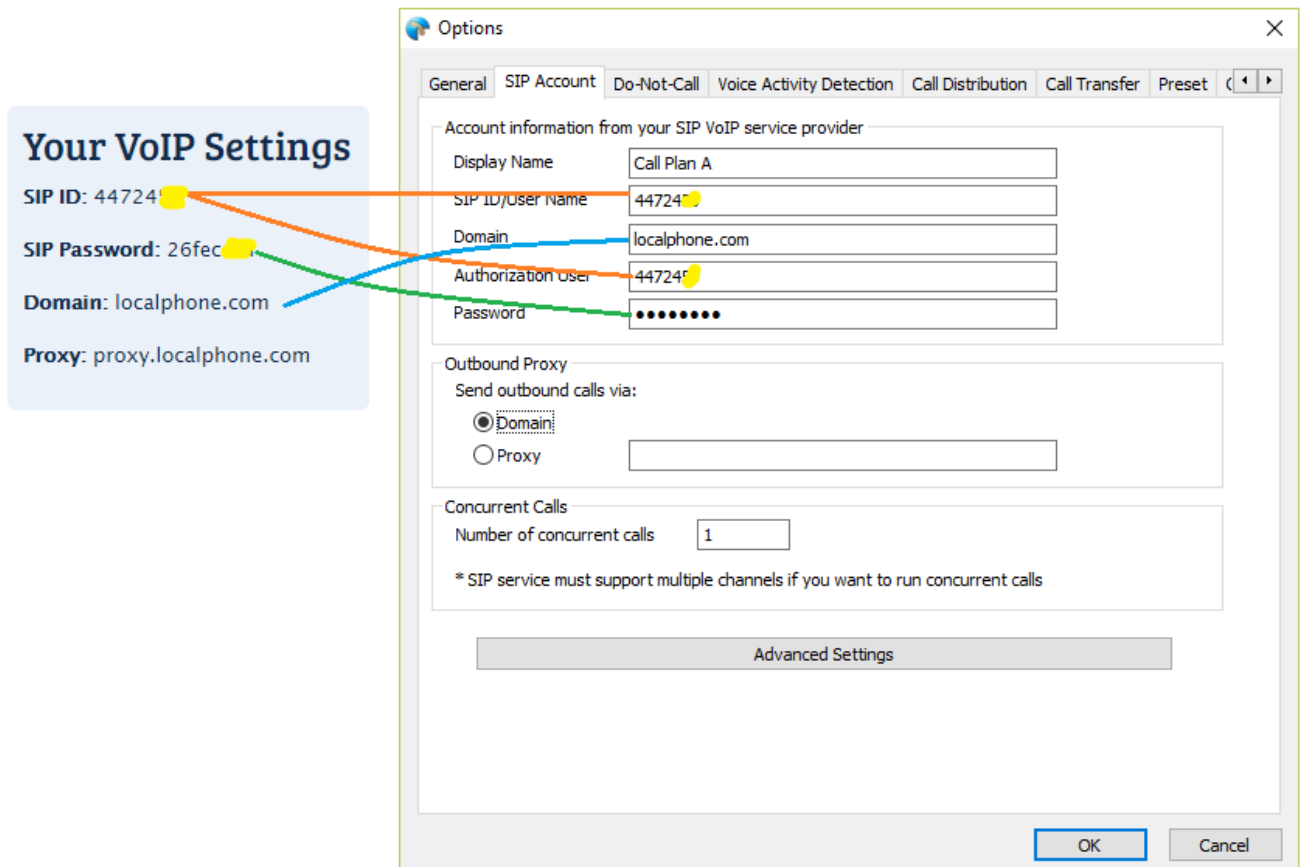 Options
General SIP Account Do-Not-Call Voice Activity Detection Call Distribution Call Transfer Preset
Your VoIP Settings
SIP ID: 44724
SIP Password: 26fec
Domain: localphone.com
Proxy: proxy.localphone.com
Account information from your SIP VoIP service provider
Display Name Call Plan A
SIP ID/User Name 44724
Domain localphone.com
Authorization User 44724
Password ●●●●●●●●
Outbound Proxy
Send outbound calls via:
Domain
Proxy
Concurrent Calls
Number of concurrent calls 1
* SIP service must support multiple channels if you want to run concurrent calls
Advanced Settings
OK Cancel